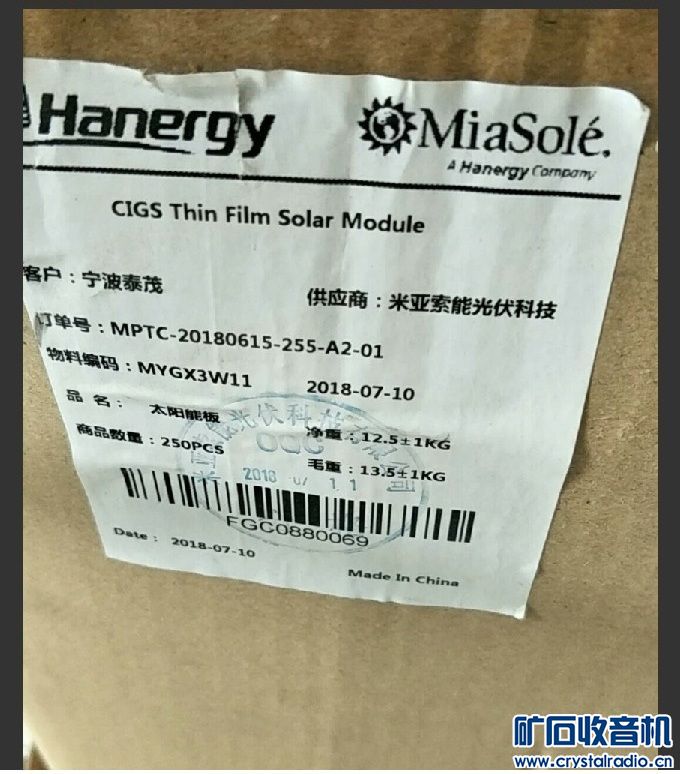 Hanergy
MiaSolé.
A Hanergy Company
CIGS Thin Film Solar Module
客户：宁波泰茂
供应商：米亚索能光伏科技
订单号：MPTC-20180615-255-A2-01
物料编码：MYGX3W11
2018-07-10
品 名： 太阳能板
净重：12.5±1KG
商品数量：250PCS
毛重：13.5±1KG
OQC
FGC0880069
Date： 2018-07-10
Made In China
矿石收音机
www.crystalradio.cn